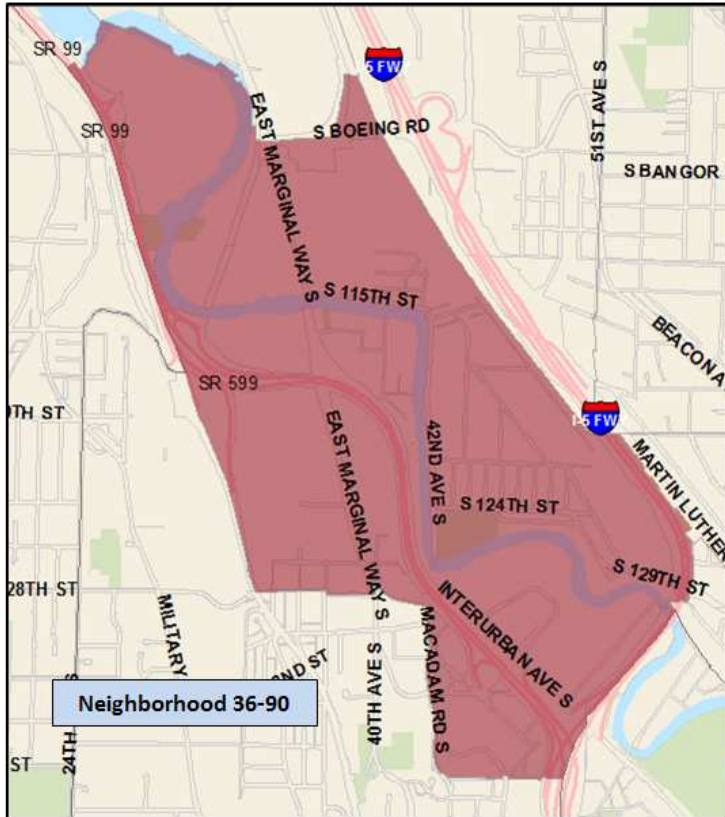 SR 99
5 FW
SR 99
EAST MARGINAL WAY S
S BOEING RD
51ST AVE S
S BANGOR
S 115TH ST
BEACON A
SR 599
TH ST
EAST MARGINAL WAY S
42ND AVE S
I-5 FW
MARTIN LUTHER
S 124TH ST
S 129TH ST
28TH ST
MILITARY
INTERURBAN AVE S
MACADAM RD S
ND ST
40TH AVE S
24TH S
Neighborhood 36-90
ST